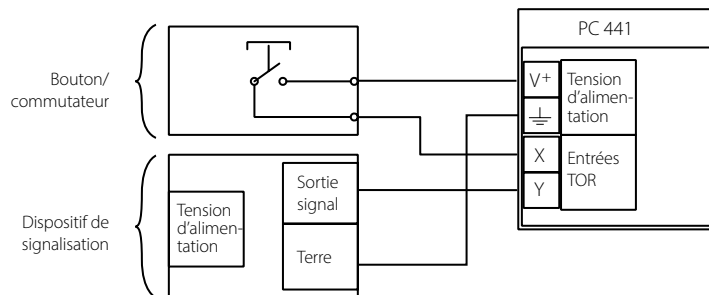 PC 441
Bouton/
commutateur
V+
Tension
d’alimen-
tation
X
Y
Entrées
TOR
Dispositif de
signalisation
Tension
d’alimen-
tation
Sortie
signal
Terre